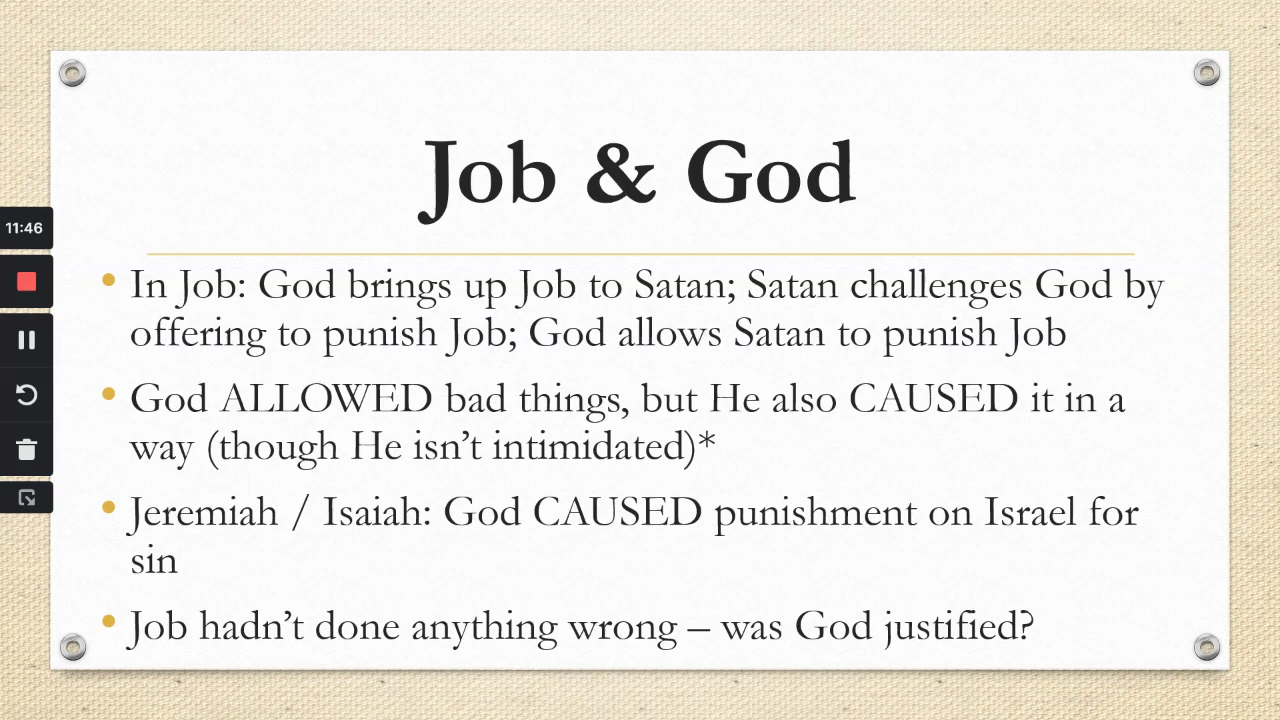 Job & God
11:46
In Job: God brings up Job to Satan; Satan challenges God by
offering to punish Job; God allows Satan to punish Job
God ALLOWED bad things, but He also CAUSED it in a
way (though He isn’t intimidated)*
Jeremiah / Isaiah: God CAUSED punishment on Israel for
sin
Job hadn’t done anything wrong – was God justified?